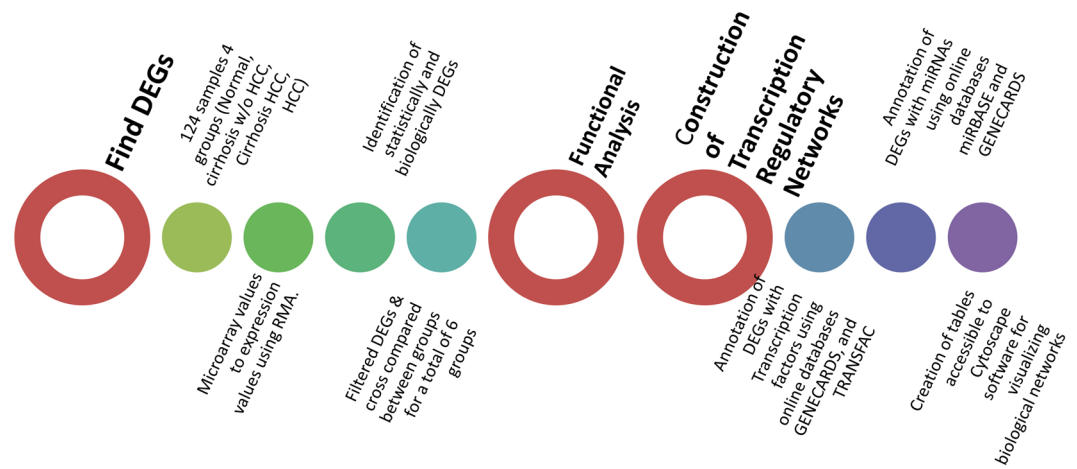 Find DEGs
124 samples 4
groups (Normal,
cirrhosis w/o HCC,
Cirrhosis HCC,
HCC)
Microarray values
to expression
values using RMA.
Identification of
statistically and
biologically DEGs
Filtered DEGs &
cross compared
between groups
for a total of 6
groups
Functional
Analysis
Construction
of
Transcription
Regulatory
Networks
Annotation of
DEGs with
Transcription
factors using
online databases
GENECARDS, and
TRANSFAC
Annotation of
DEGs with miRNAs
using online
databases
miRBASE and
GENECARDS
Creation of tables
accessible to
Cytoscape
software for
visualizing
biological networks